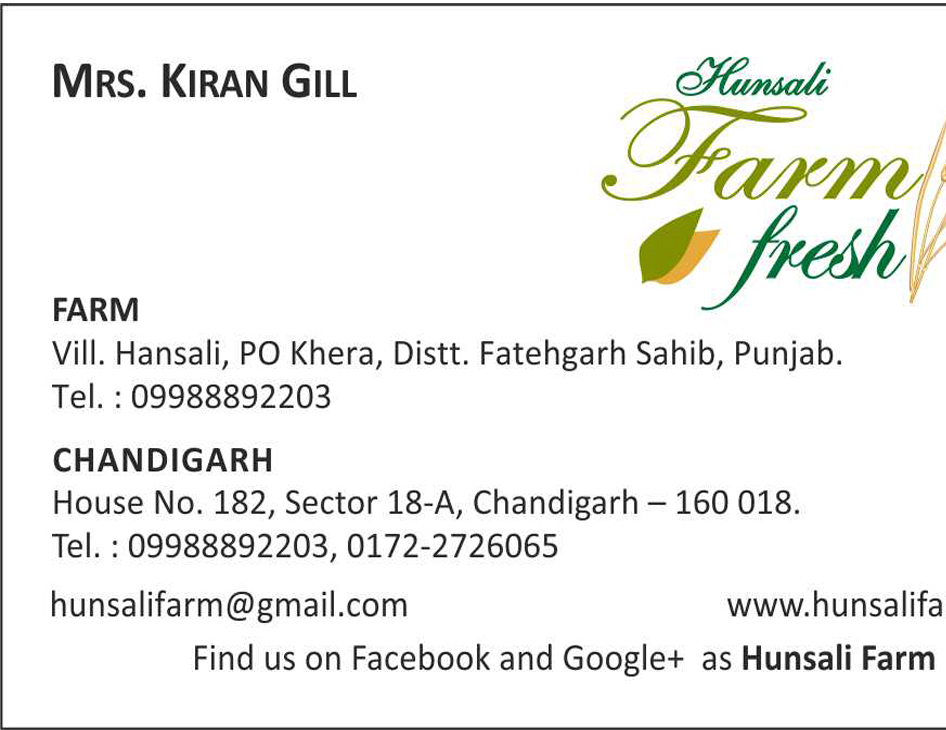 MRS. KIRAN GILL
Hunsali
Farm
fresh
FARM
Vill. Hansali, PO Khera, Distt. Fatehgarh Sahib, Punjab.
Tel. : 09988892203
CHANDIGARH
House No. 182, Sector 18-A, Chandigarh – 160 018.
Tel. : 09988892203, 0172-2726065
hunsalifarm@gmail.com www.hunsalifa
Find us on Facebook and Google+ as Hunsali Farm